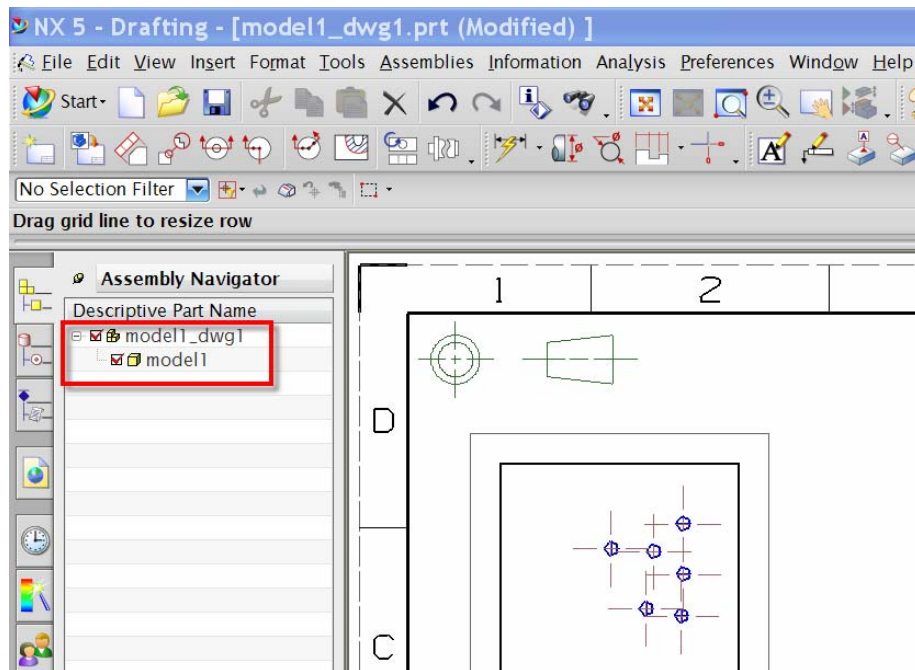 NX 5 - Drafting - [model1_dwg1.prt (Modified) ]
File Edit View Insert Format Tools Assemblies Information Analysis Preferences Window Help
Start
No Selection Filter
Drag grid line to resize row
Assembly Navigator
Descriptive Part Name
model1_dwg1
model1
1 2
D
C